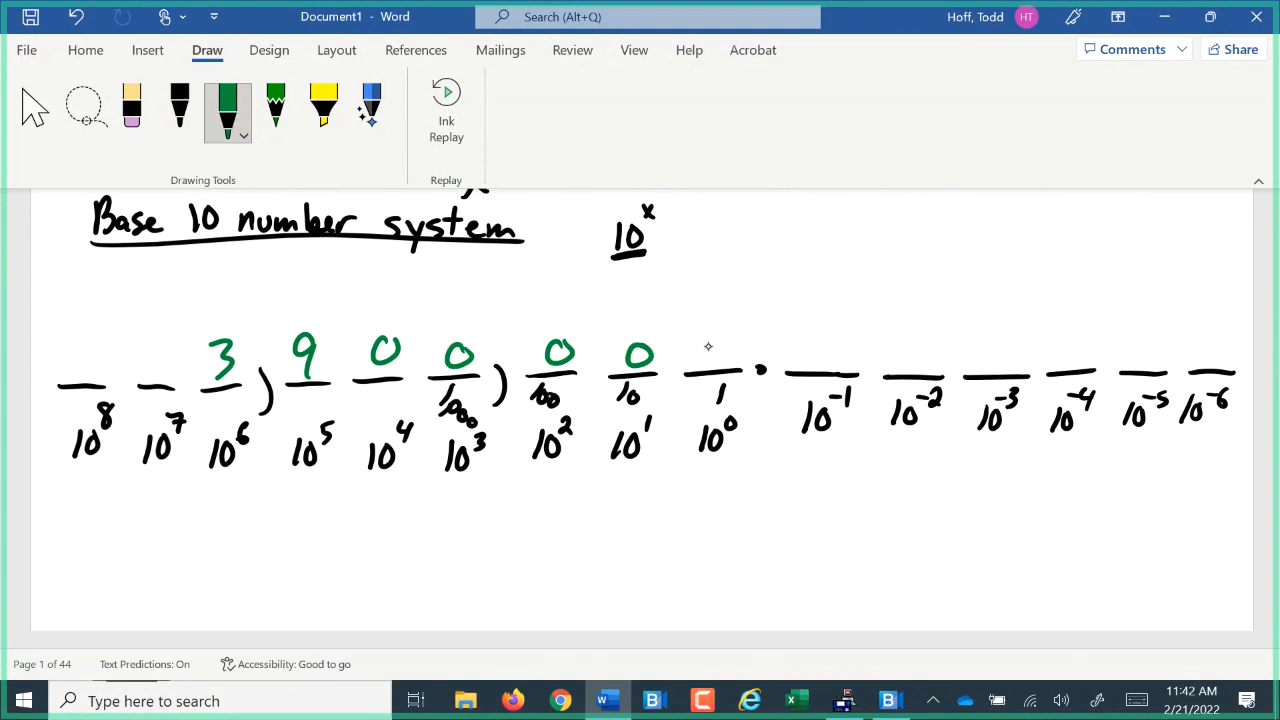 Document1 - Word
Search (Alt+Q)
Hoff, Todd HT
File Home Insert Draw Design Layout References Mailings Review View Help Acrobat Comments Share
Ink
Replay
Drawing Tools Replay
Base 10 number system 10^x
3 , 9 0 0 , 0 0 .
1000 100 10 1
10^8 10^7 10^6 10^5 10^4 10^3 10^2 10^1 10^0 10^-1 10^-2 10^-3 10^-4 10^-5 10^-6
Page 1 of 44 Text Predictions: On Accessibility: Good to go
Type here to search 11:42 AM
2/21/2022